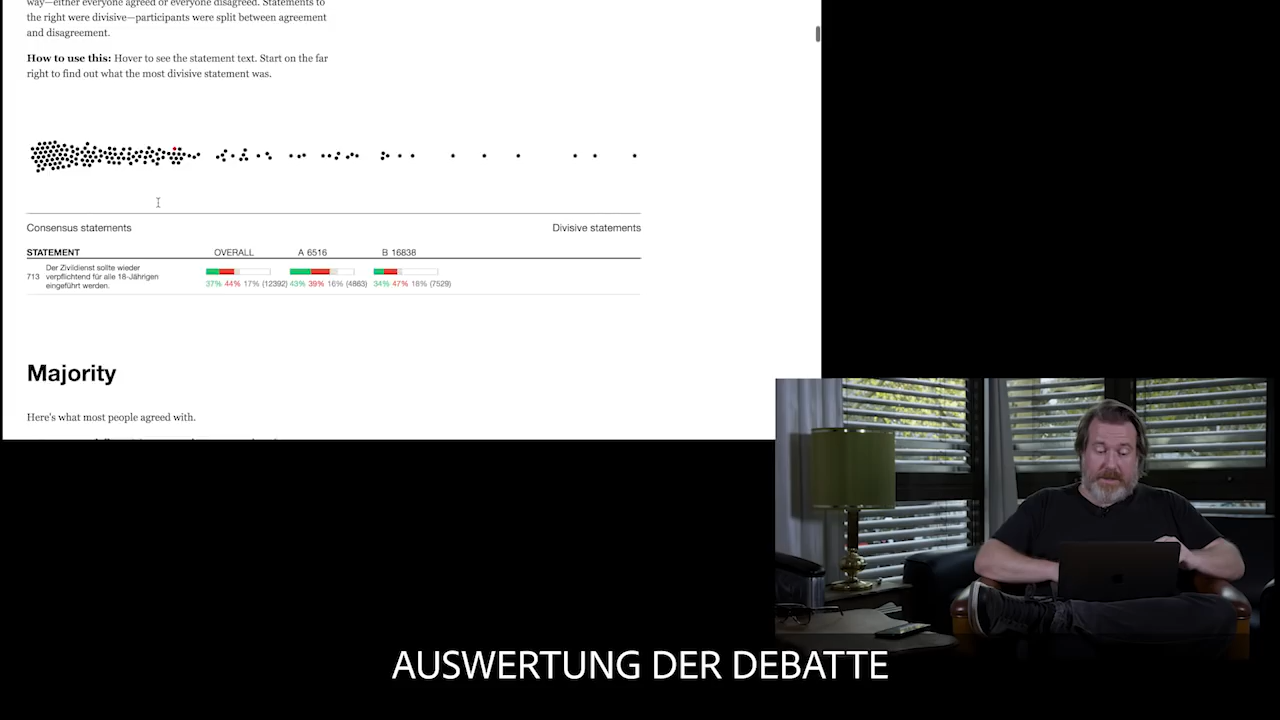 way—either everyone agreed or everyone disagreed. Statements to
the right were divisive—participants were split between agreement
and disagreement.
How to use this: Hover to see the statement text. Start on the far
right to find out what the most divisive statement was.
Consensus statements Divisive statements
STATEMENT OVERALL A 6516 B 16838
713 Der Zivildienst sollte wieder
verpflichtend für alle 18-Jährigen
eingeführt werden.
37% 44% 17% (12392) 43% 39% 16% (4863) 34% 47% 18% (7529)
Majority
Here's what most people agreed with.
AUSWERTUNG DER DEBATTE